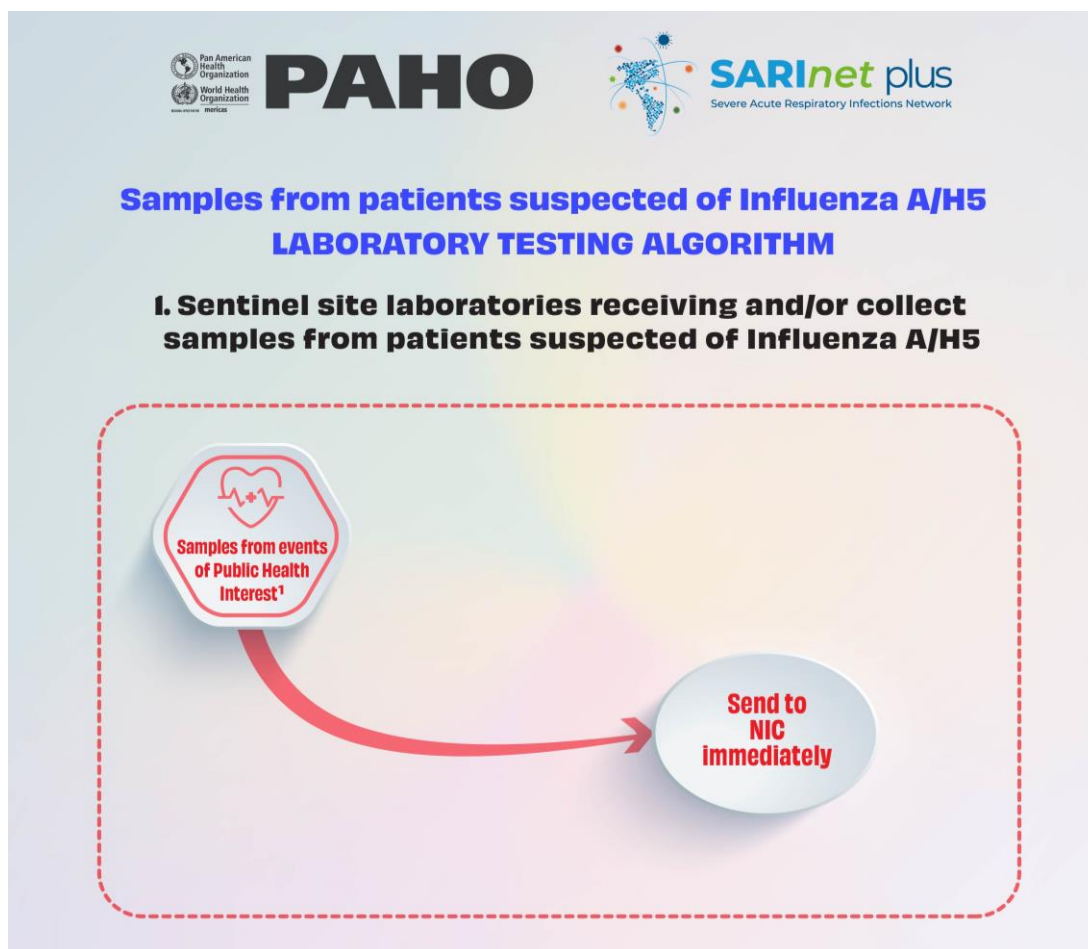 Pan American
Health
Organization
World Health
Organization
PAHO
SARInet plus
Severe Acute Respiratory Infections Network
Samples from patients suspected of Influenza A/H5
LABORATORY TESTING ALGORITHM
1. Sentinel site laboratories receiving and/or collect
samples from patients suspected of Influenza A/H5
Samples from events
of Public Health
Interest¹
Send to
NIC
immediately